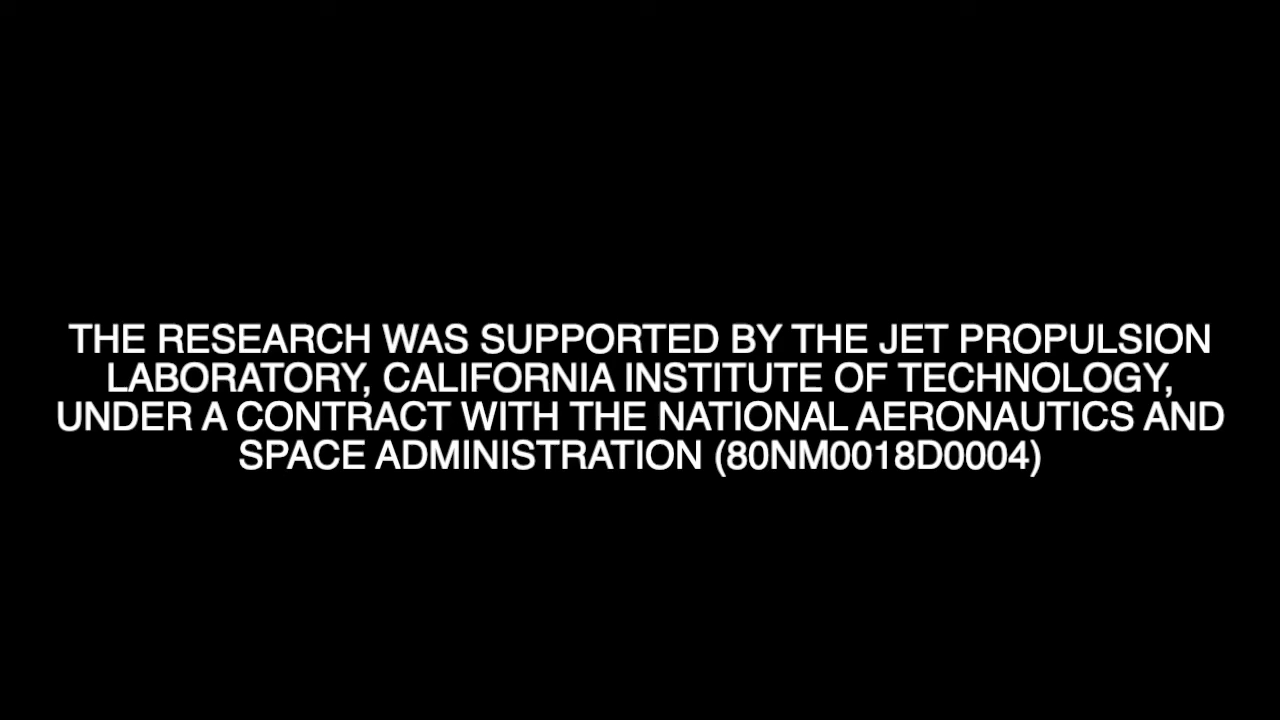 THE RESEARCH WAS SUPPORTED BY THE JET PROPULSION
LABORATORY, CALIFORNIA INSTITUTE OF TECHNOLOGY,
UNDER A CONTRACT WITH THE NATIONAL AERONAUTICS AND
SPACE ADMINISTRATION (80NM0018D0004)